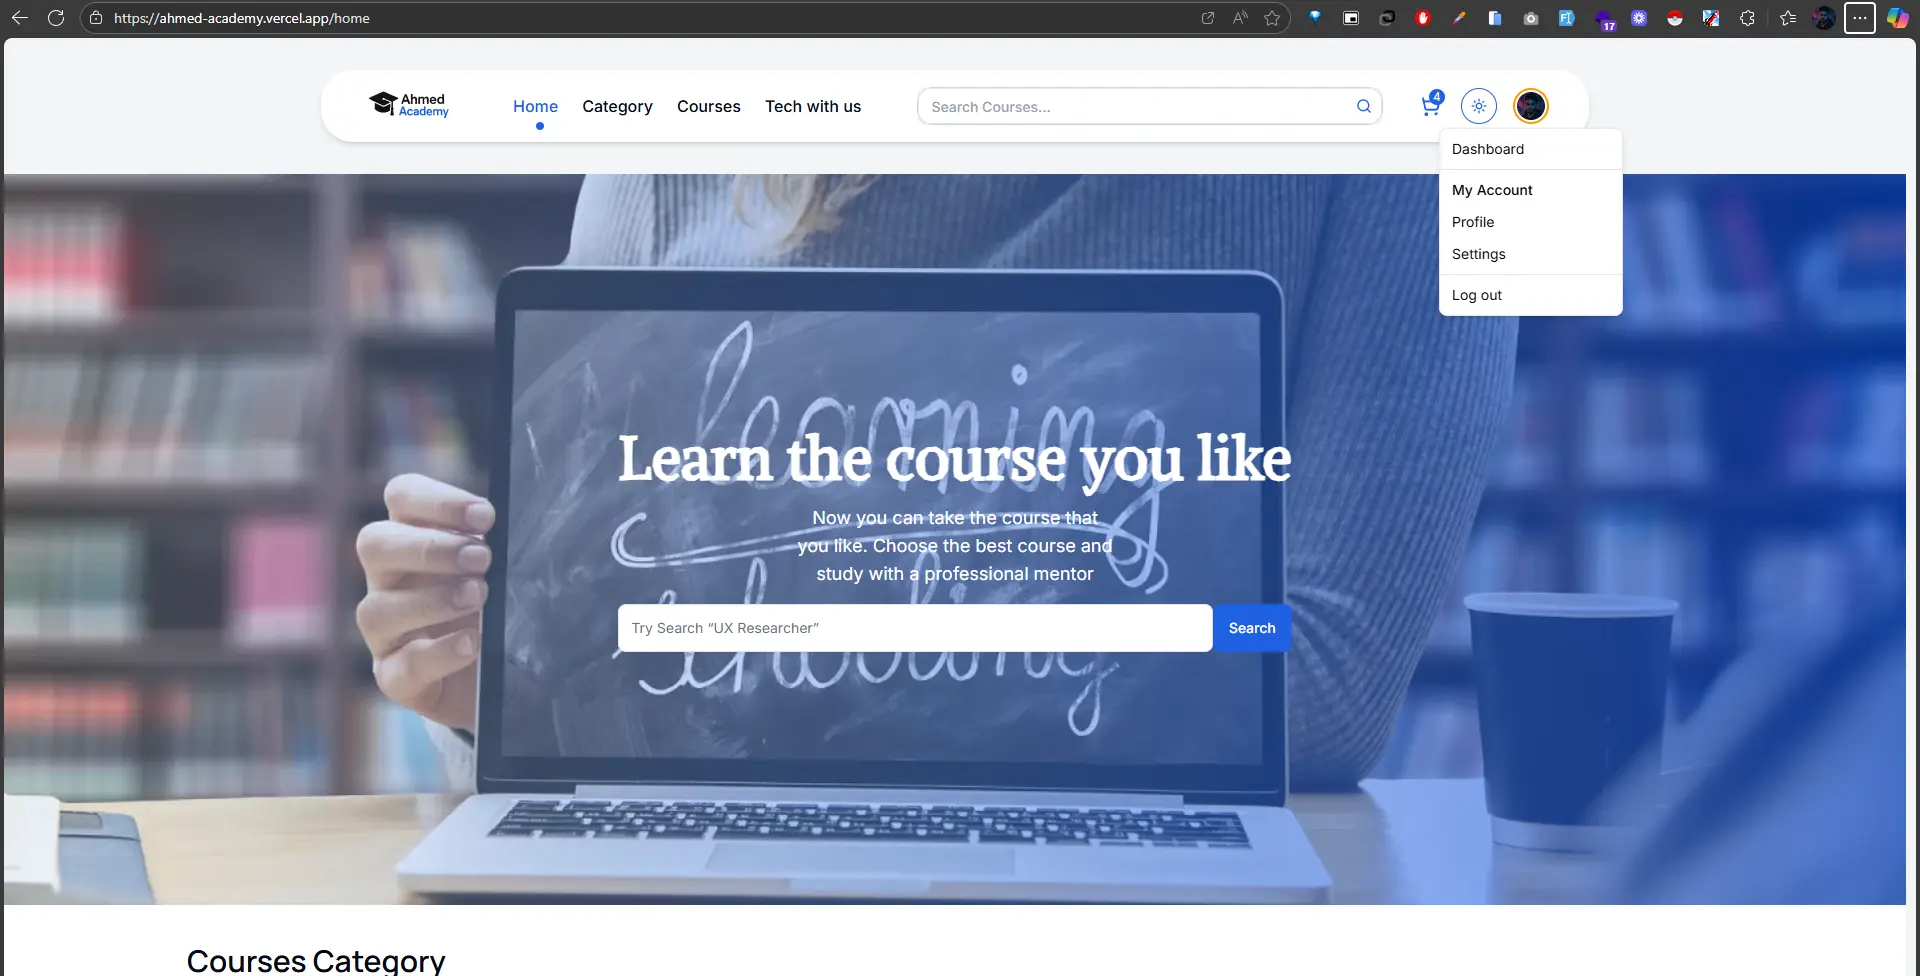 https://ahmed-academy.vercel.app/home
17
Ahmed
Academy
Home
Category
Courses
Tech with us
Search Courses...
4
Dashboard
My Account
Profile
Settings
Log out
learning
Learn the course you like
Now you can take the course that
you like. Choose the best course and
study with a professional mentor
Try Search “UX Researcher”
Search
Courses Category